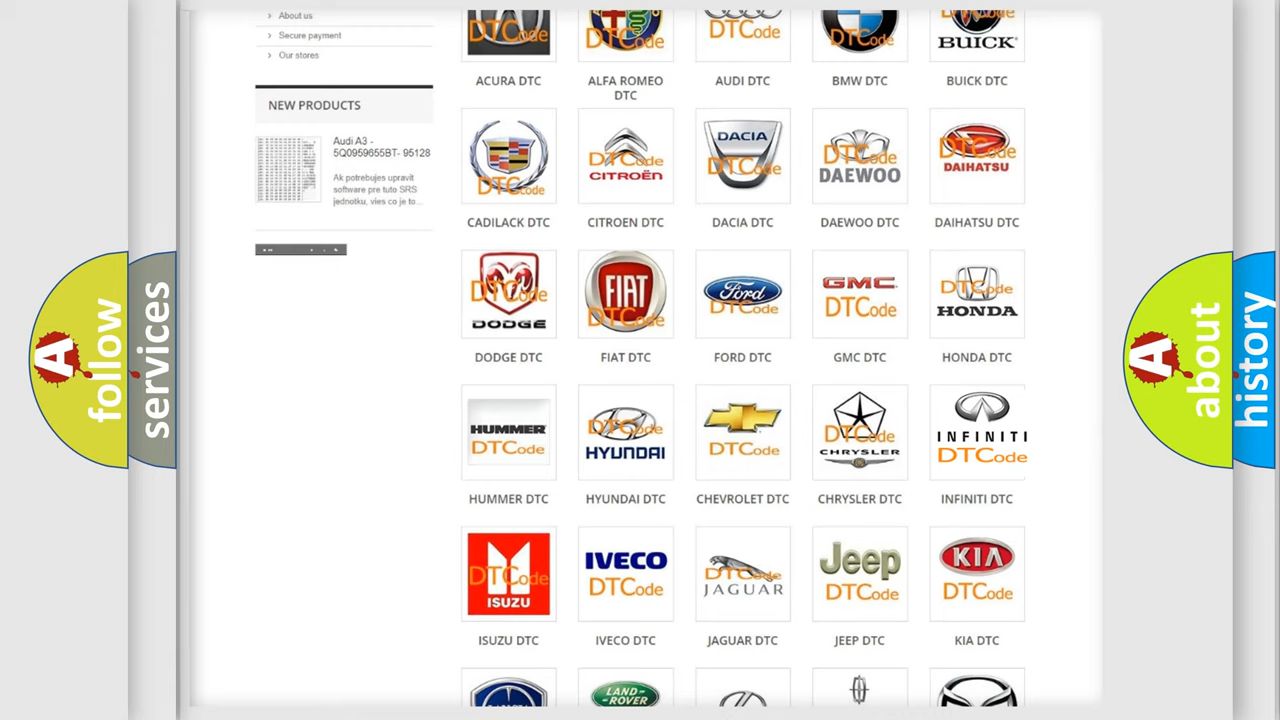 About us
Secure payment
Our stores
NEW PRODUCTS
Audi A3 -
5Q0959655BT- 95128
Ak potrebujes upravit
software pre tuto SRS
jednotku, vies co je to...
DTCode
DTCode
DTCode
DTCode
BUICK
ACURA DTC
ALFA ROMEO
DTC
AUDI DTC
BMW DTC
BUICK DTC
DTCode
DTCode
CITROËN
DACIA
DTCode
DTCode
DAEWOO
DTCode
DAIHATSU
CADILACK DTC
CITROEN DTC
DACIA DTC
DAEWOO DTC
DAIHATSU DTC
DTCode
DODGE
FIAT
DTCode
Ford
DTCode
GMC
DTCode
DTCode
HONDA
DODGE DTC
FIAT DTC
FORD DTC
GMC DTC
HONDA DTC
HUMMER
DTCode
DTCode
HYUNDAI
DTCode
DTCode
CHRYSLER
INFINITI
DTCode
HUMMER DTC
HYUNDAI DTC
CHEVROLET DTC
CHRYSLER DTC
INFINITI DTC
DTCode
ISUZU
IVECO
DTCode
DTCode
JAGUAR
Jeep
DTCode
KIA
DTCode
ISUZU DTC
IVECO DTC
JAGUAR DTC
JEEP DTC
KIA DTC
LAND-
ROVER
A
follow
services
A
about
history